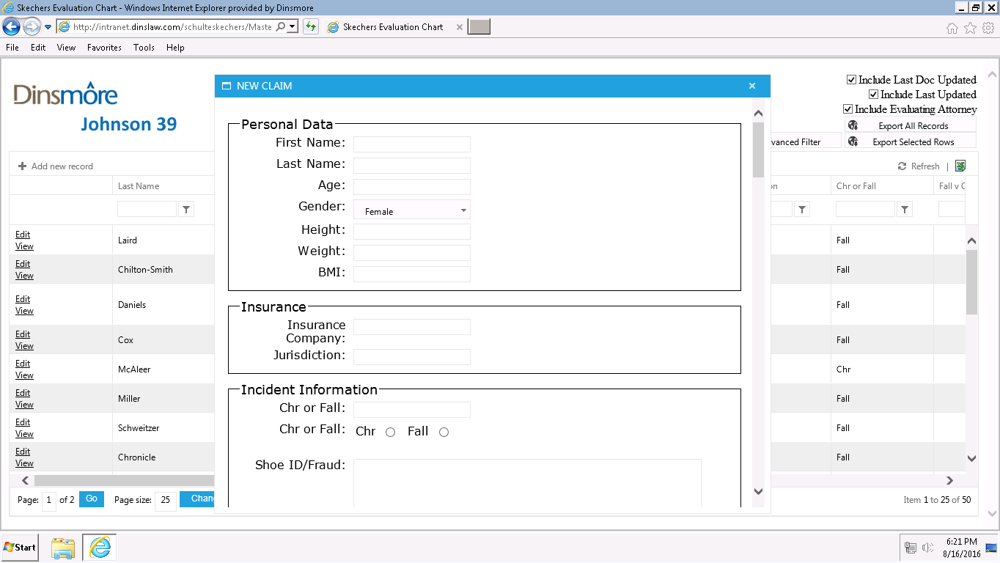 Skechers Evaluation Chart - Windows Internet Explorer provided by Dinsmore
http://intranet.dinslaw.com/schulteskechers/Maste
Skechers Evaluation Chart
File Edit View Favorites Tools Help
Dinsmore
Johnson 39
Include Last Doc Updated
Include Last Updated
Include Evaluating Attorney
Export All Records
vanced Filter
Export Selected Rows
Add new record
Refresh |
Last Name
on
Chr or Fall
Fall v C
Edit
View
Laird
Fall
Edit
View
Chilton-Smith
Fall
Edit
View
Daniels
Fall
Edit
View
Cox
Fall
Edit
View
McAleer
Chr
Edit
View
Miller
Fall
Edit
View
Schweitzer
Fall
Edit
View
Chronicle
Fall
Page: 1 of 2 Go Page size: 25 Chan
Item 1 to 25 of 50
NEW CLAIM
Personal Data
First Name:
Last Name:
Age:
Gender: Female
Height:
Weight:
BMI:
Insurance
Insurance
Company:
Jurisdiction:
Incident Information
Chr or Fall:
Chr or Fall: Chr Fall
Shoe ID/Fraud:
Start
6:21 PM
8/16/2016